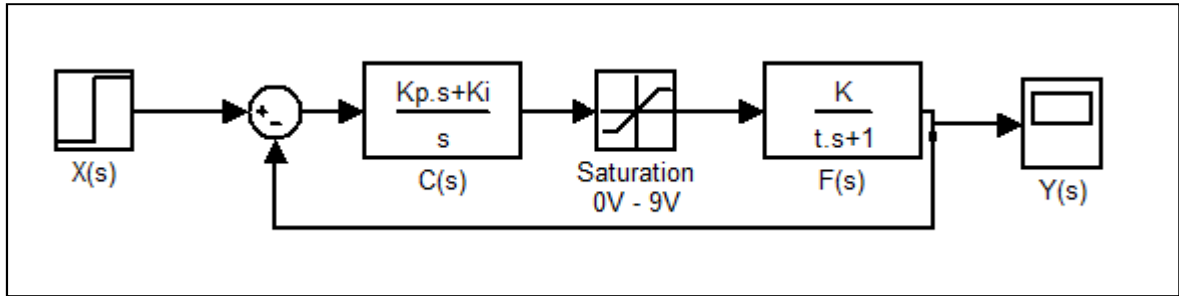 X(s)
+
-
Kp.s+Ki
s
C(s)
Saturation
0V - 9V
K
t.s+1
F(s)
Y(s)